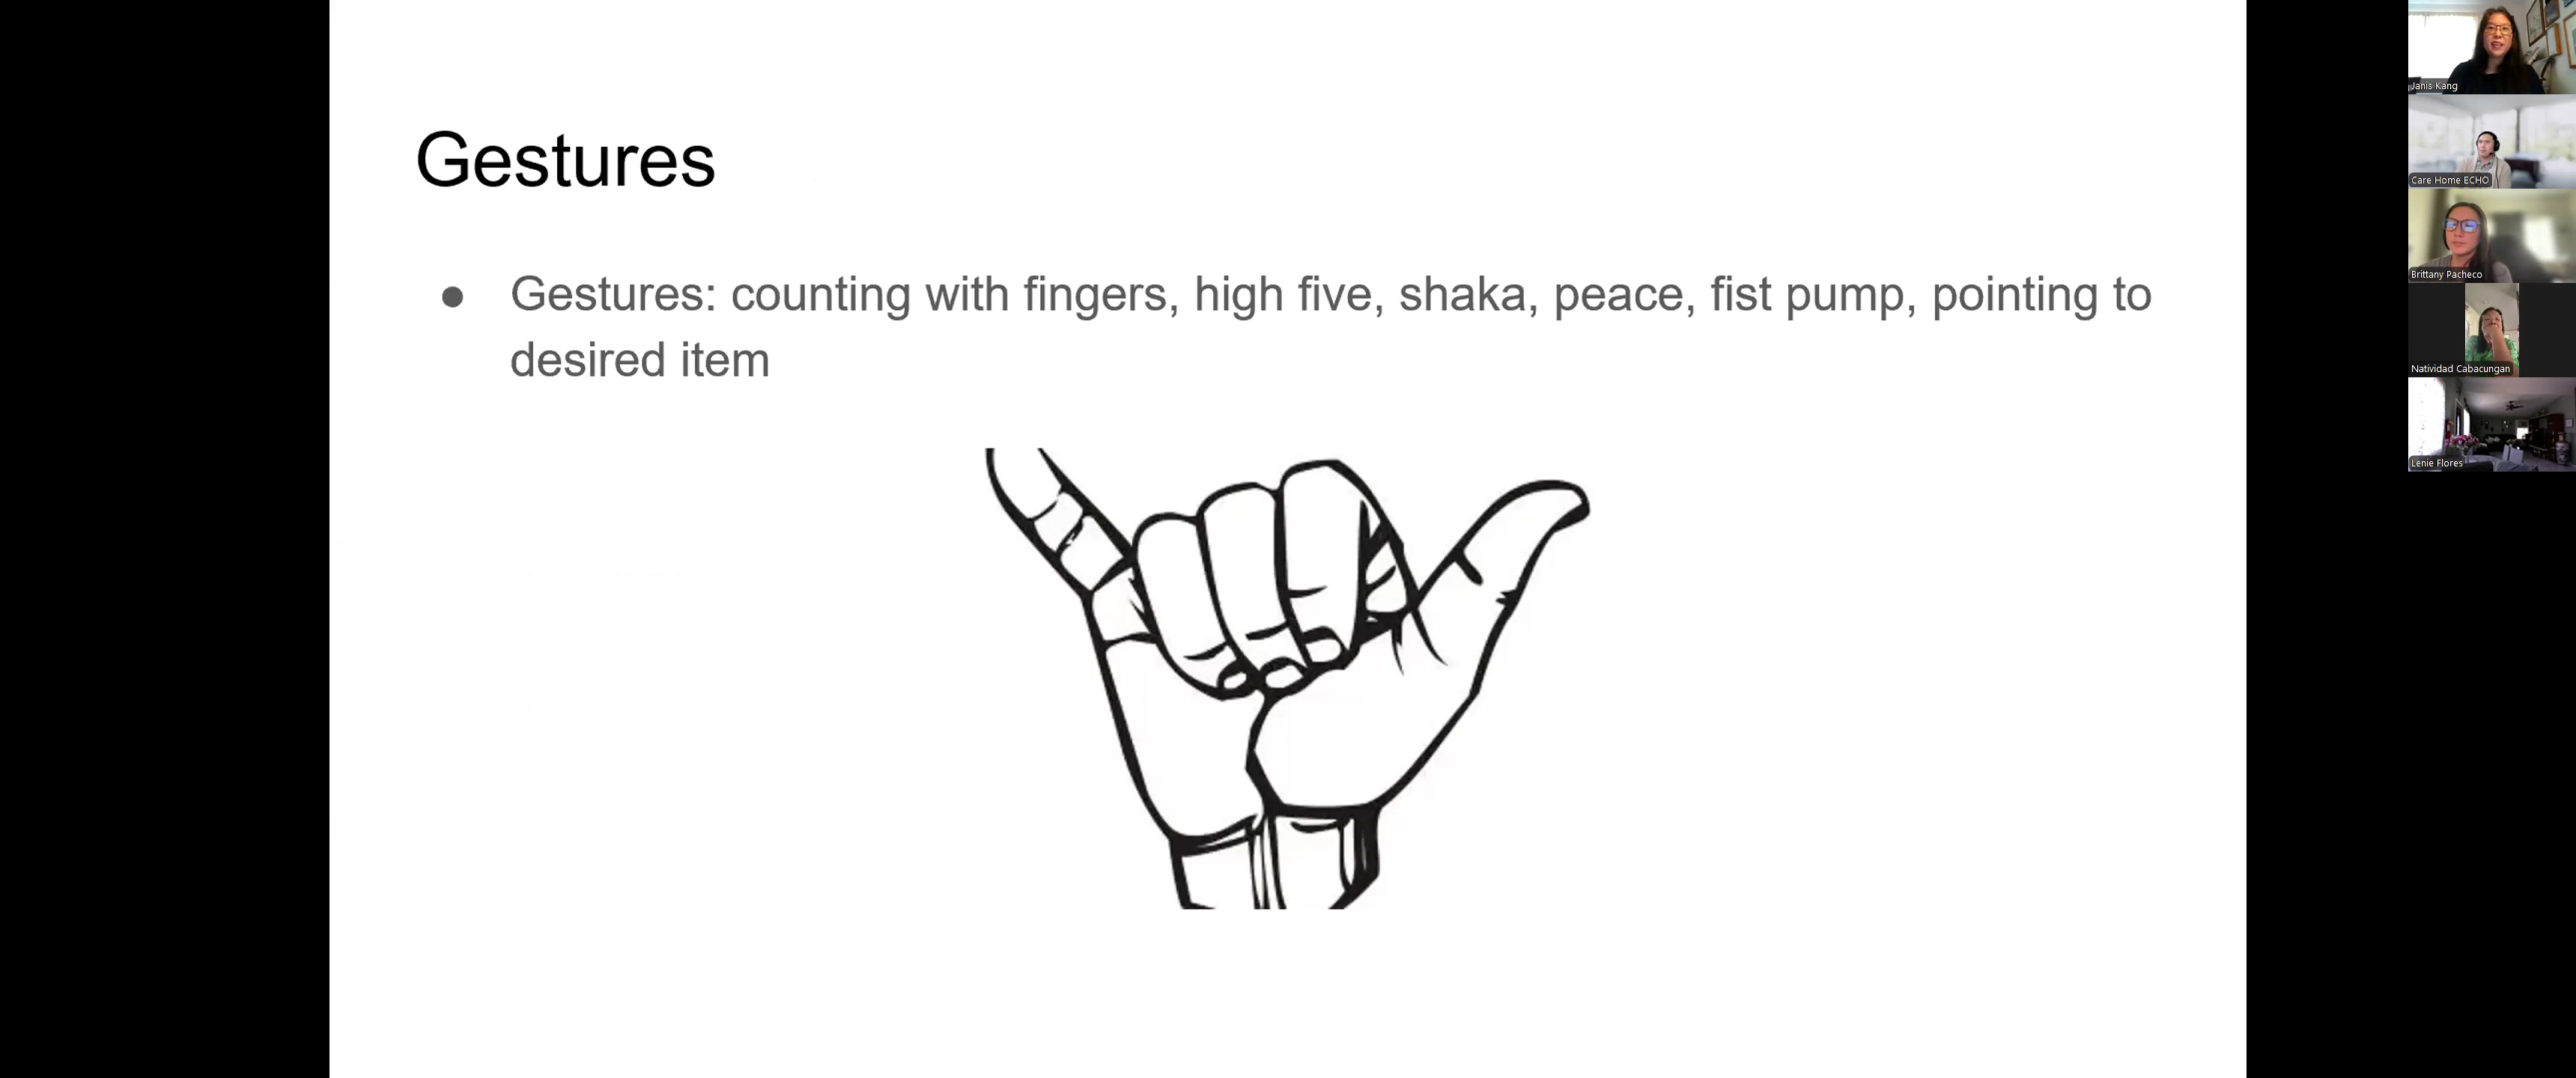 Gestures
● Gestures: counting with fingers, high five, shaka, peace, fist pump, pointing to
desired item
Janis Kang
Care Home ECHO
Brittany Pacheco
Natividad Cabacungan
Lenie Flores